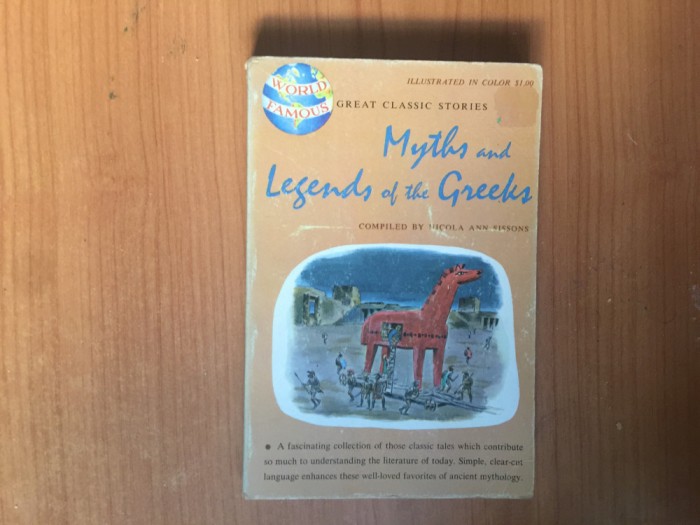 WORLD
FAMOUS
ILLUSTRATED IN COLOR $1.00
GREAT CLASSIC STORIES
Myths and
Legends of the Greeks
COMPILED BY NICOLA ANN SISSONS
● A fascinating collection of those classic tales which contribute
so much to understanding the literature of today. Simple, clear-cut
language enhances these well-loved favorites of ancient mythology.